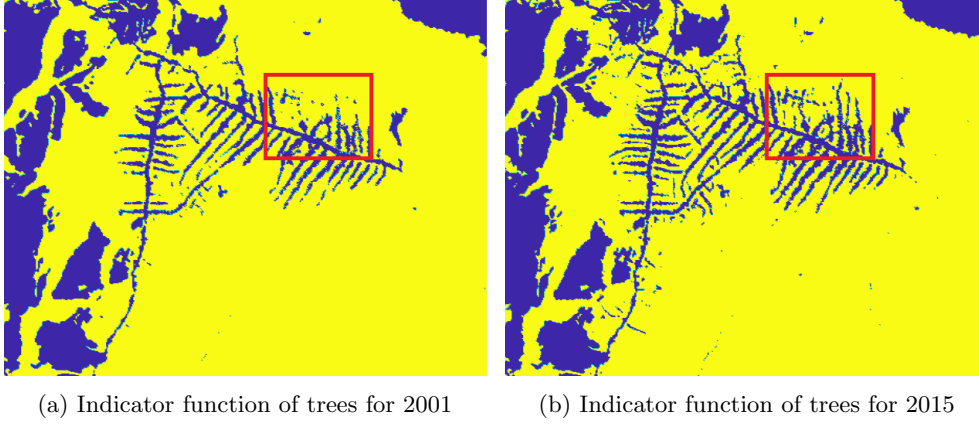 (a) Indicator function of trees for 2001
(b) Indicator function of trees for 2015